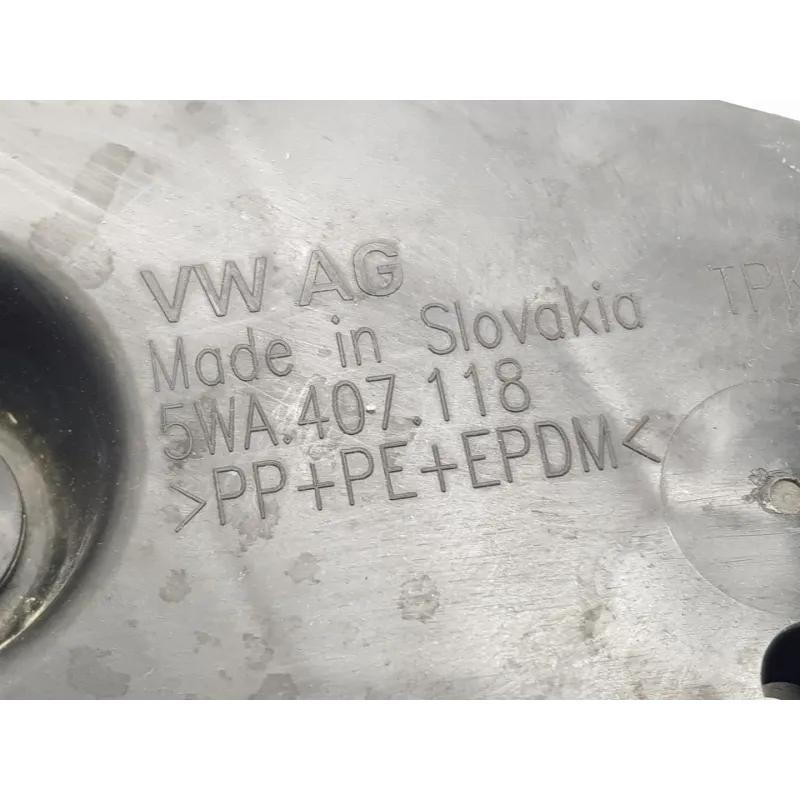 VW AG
Made in Slovakia
5WA.407.118
>PP+PE+EPDM<